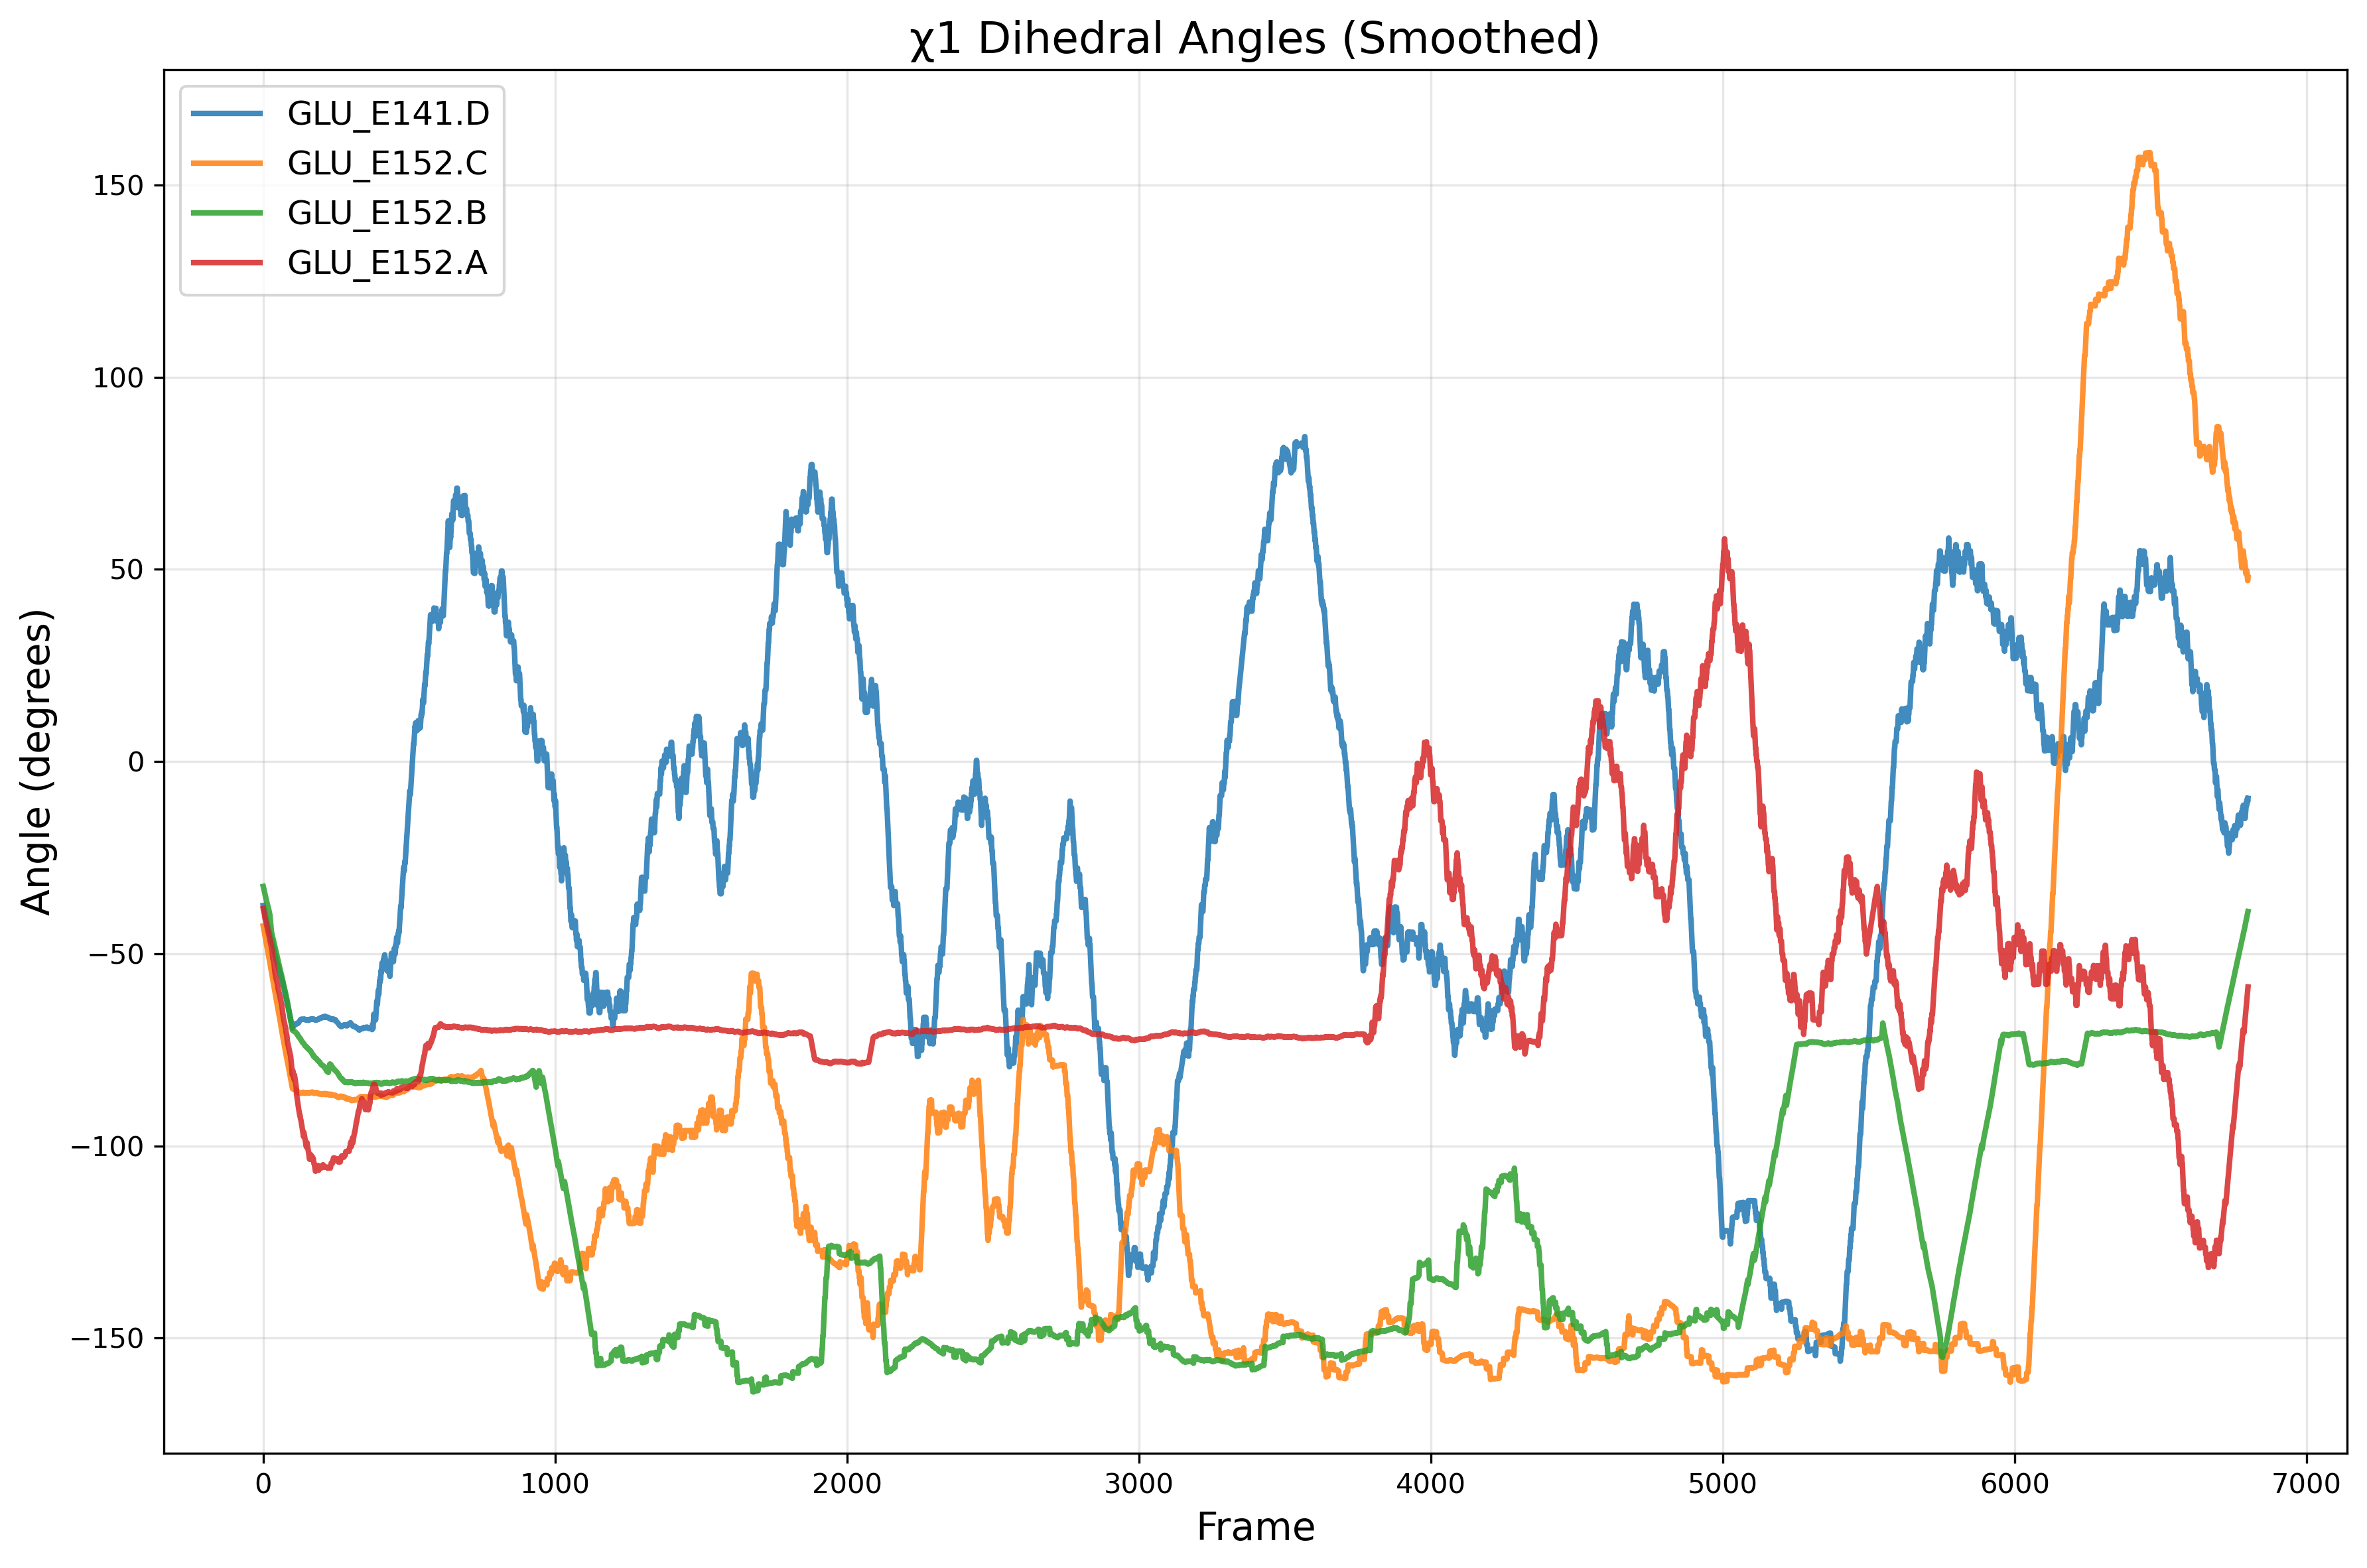 χ1 Dihedral Angles (Smoothed)
GLU_E141.D
GLU_E152.C
GLU_E152.B
GLU_E152.A
Angle (degrees)
150
100
50
0
−50
−100
−150
0 1000 2000 3000 4000 5000 6000 7000
Frame